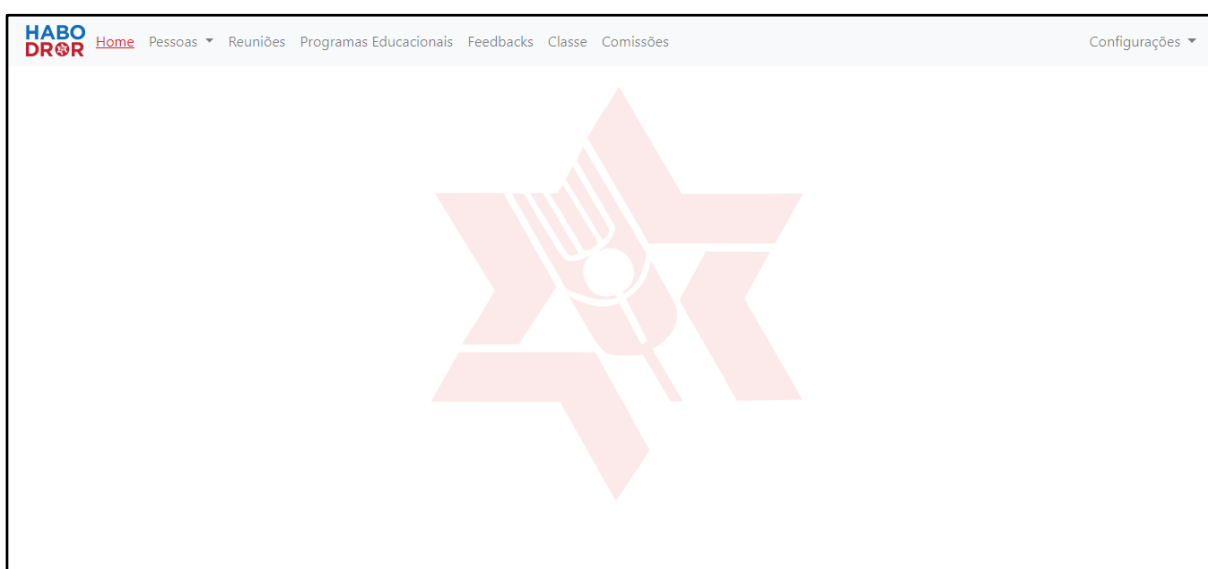 HABO
DROR
Home Pessoas Reuniões Programas Educacionais Feedbacks Classe Comissões Configurações